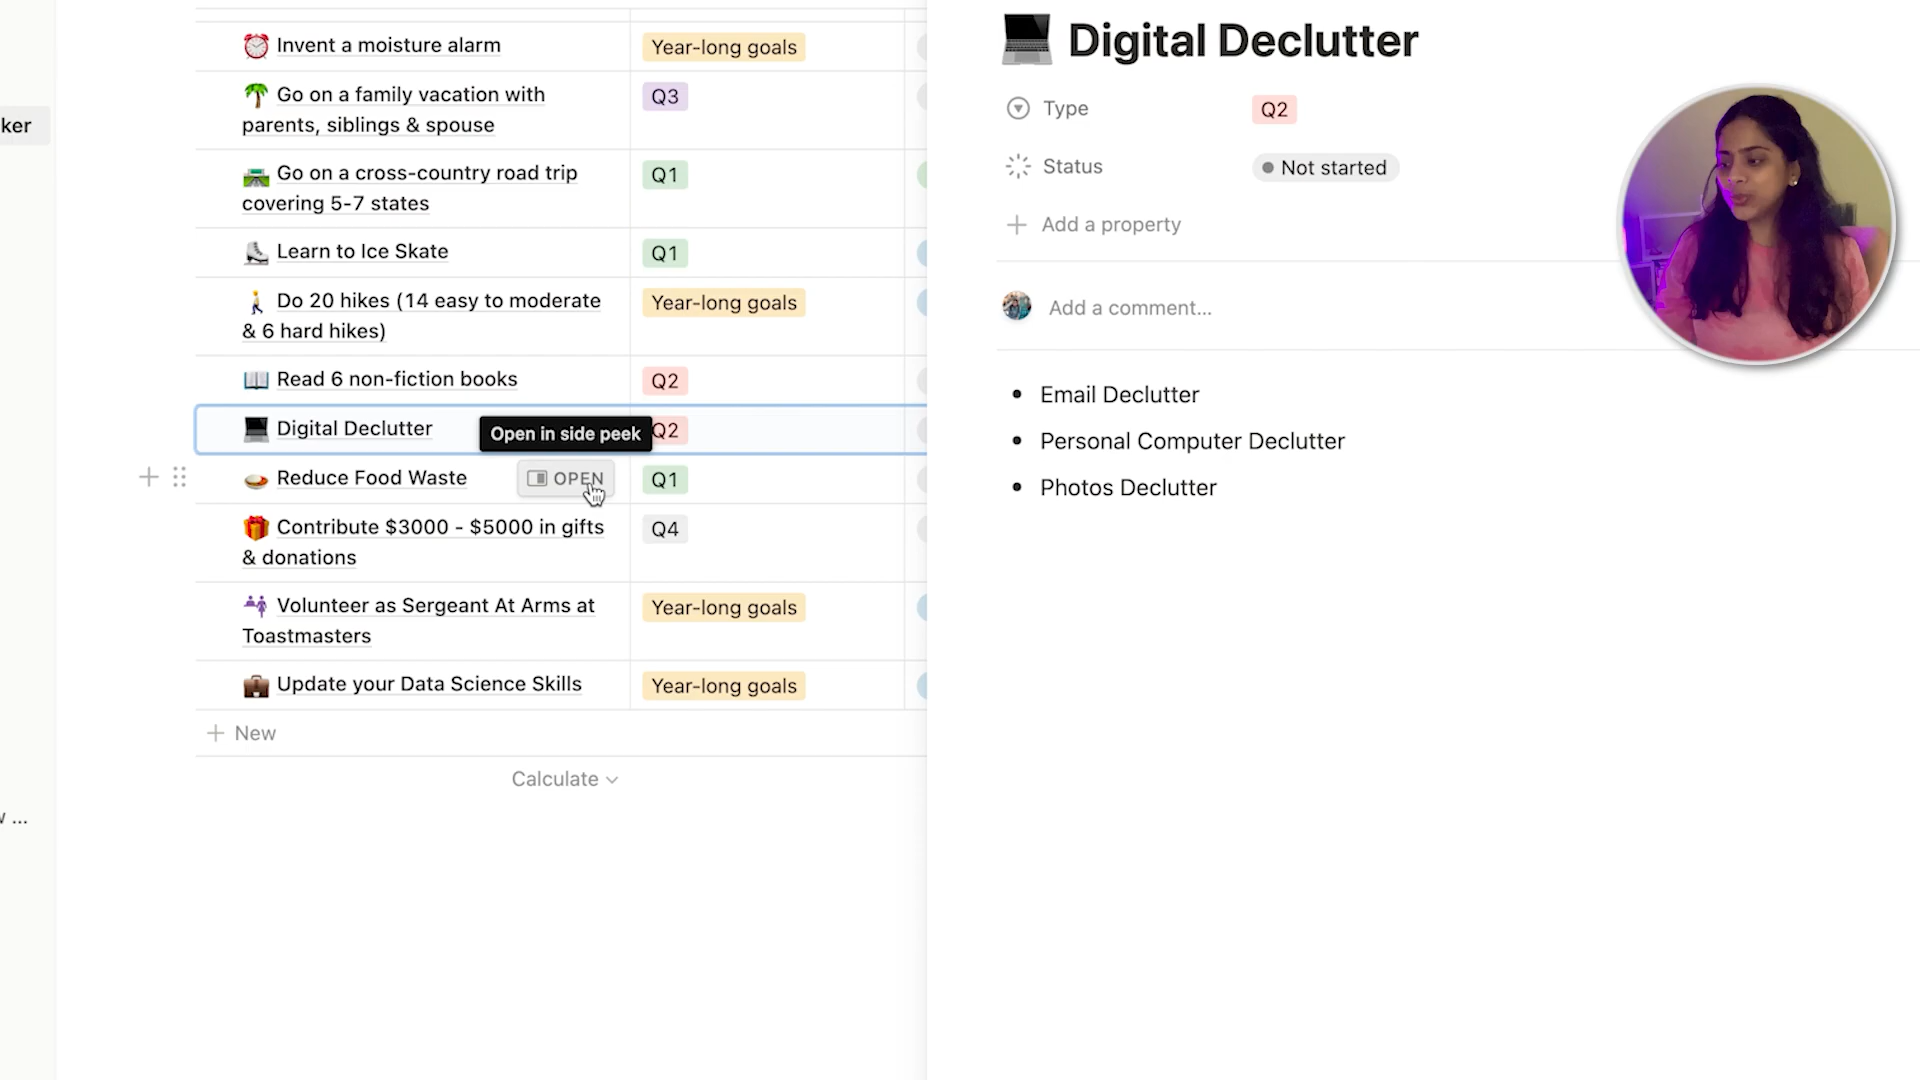 ker
w ...
Invent a moisture alarm
Year-long goals
Go on a family vacation with
parents, siblings & spouse
Q3
Go on a cross-country road trip
covering 5-7 states
Q1
Learn to Ice Skate
Q1
Do 20 hikes (14 easy to moderate
& 6 hard hikes)
Year-long goals
Read 6 non-fiction books
Q2
Digital Declutter
Open in side peek
Q2
Reduce Food Waste
OPEN
Q1
Contribute $3000 - $5000 in gifts
& donations
Q4
Volunteer as Sergeant At Arms at
Toastmasters
Year-long goals
Update your Data Science Skills
Year-long goals
New
Calculate
Digital Declutter
Type
Q2
Status
Not started
Add a property
Add a comment...
• Email Declutter
• Personal Computer Declutter
• Photos Declutter